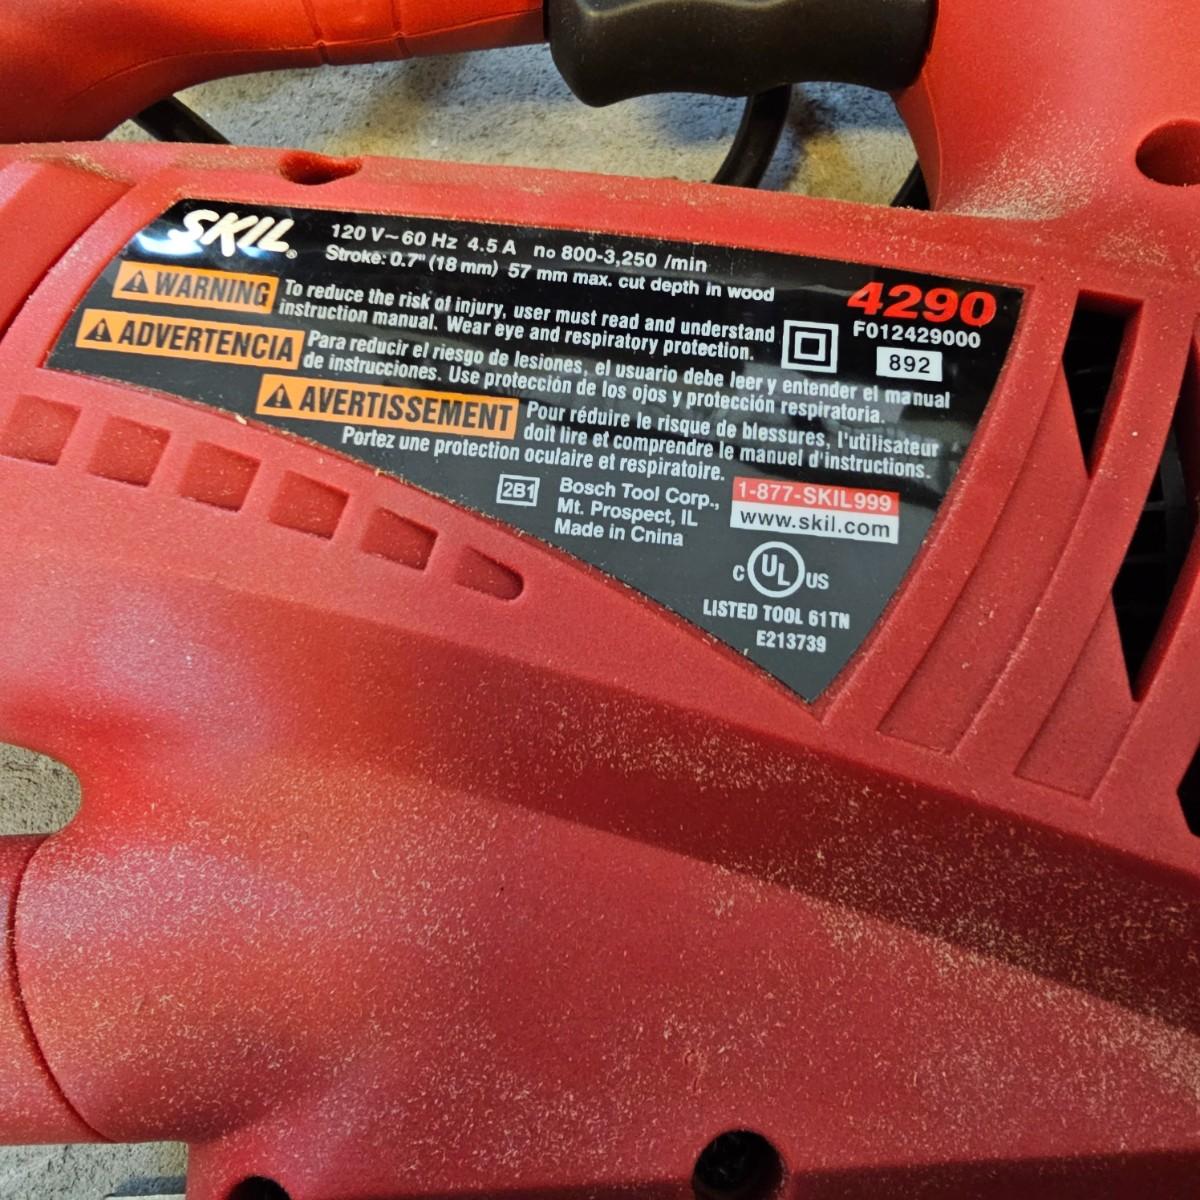 SKIL®
120 V~60 Hz 4.5 A no 800-3,250 /min
Stroke: 0.7" (18 mm) 57 mm max. cut depth in wood
4290
F012429000
892
WARNING To reduce the risk of injury, user must read and understand
instruction manual. Wear eye and respiratory protection.
ADVERTENCIA Para reducir el riesgo de lesiones, el usuario debe leer y entender el manual
de instrucciones. Use protección de los ojos y protección respiratoria.
AVERTISSEMENT Pour réduire le risque de blessures, l'utilisateur
doit lire et comprendre le manuel d'instructions.
Portez une protection oculaire et respiratoire.
2B1
Bosch Tool Corp.,
Mt. Prospect, IL
Made in China
1-877-SKIL999
www.skil.com
C UL US
LISTED TOOL 61TN
E213739